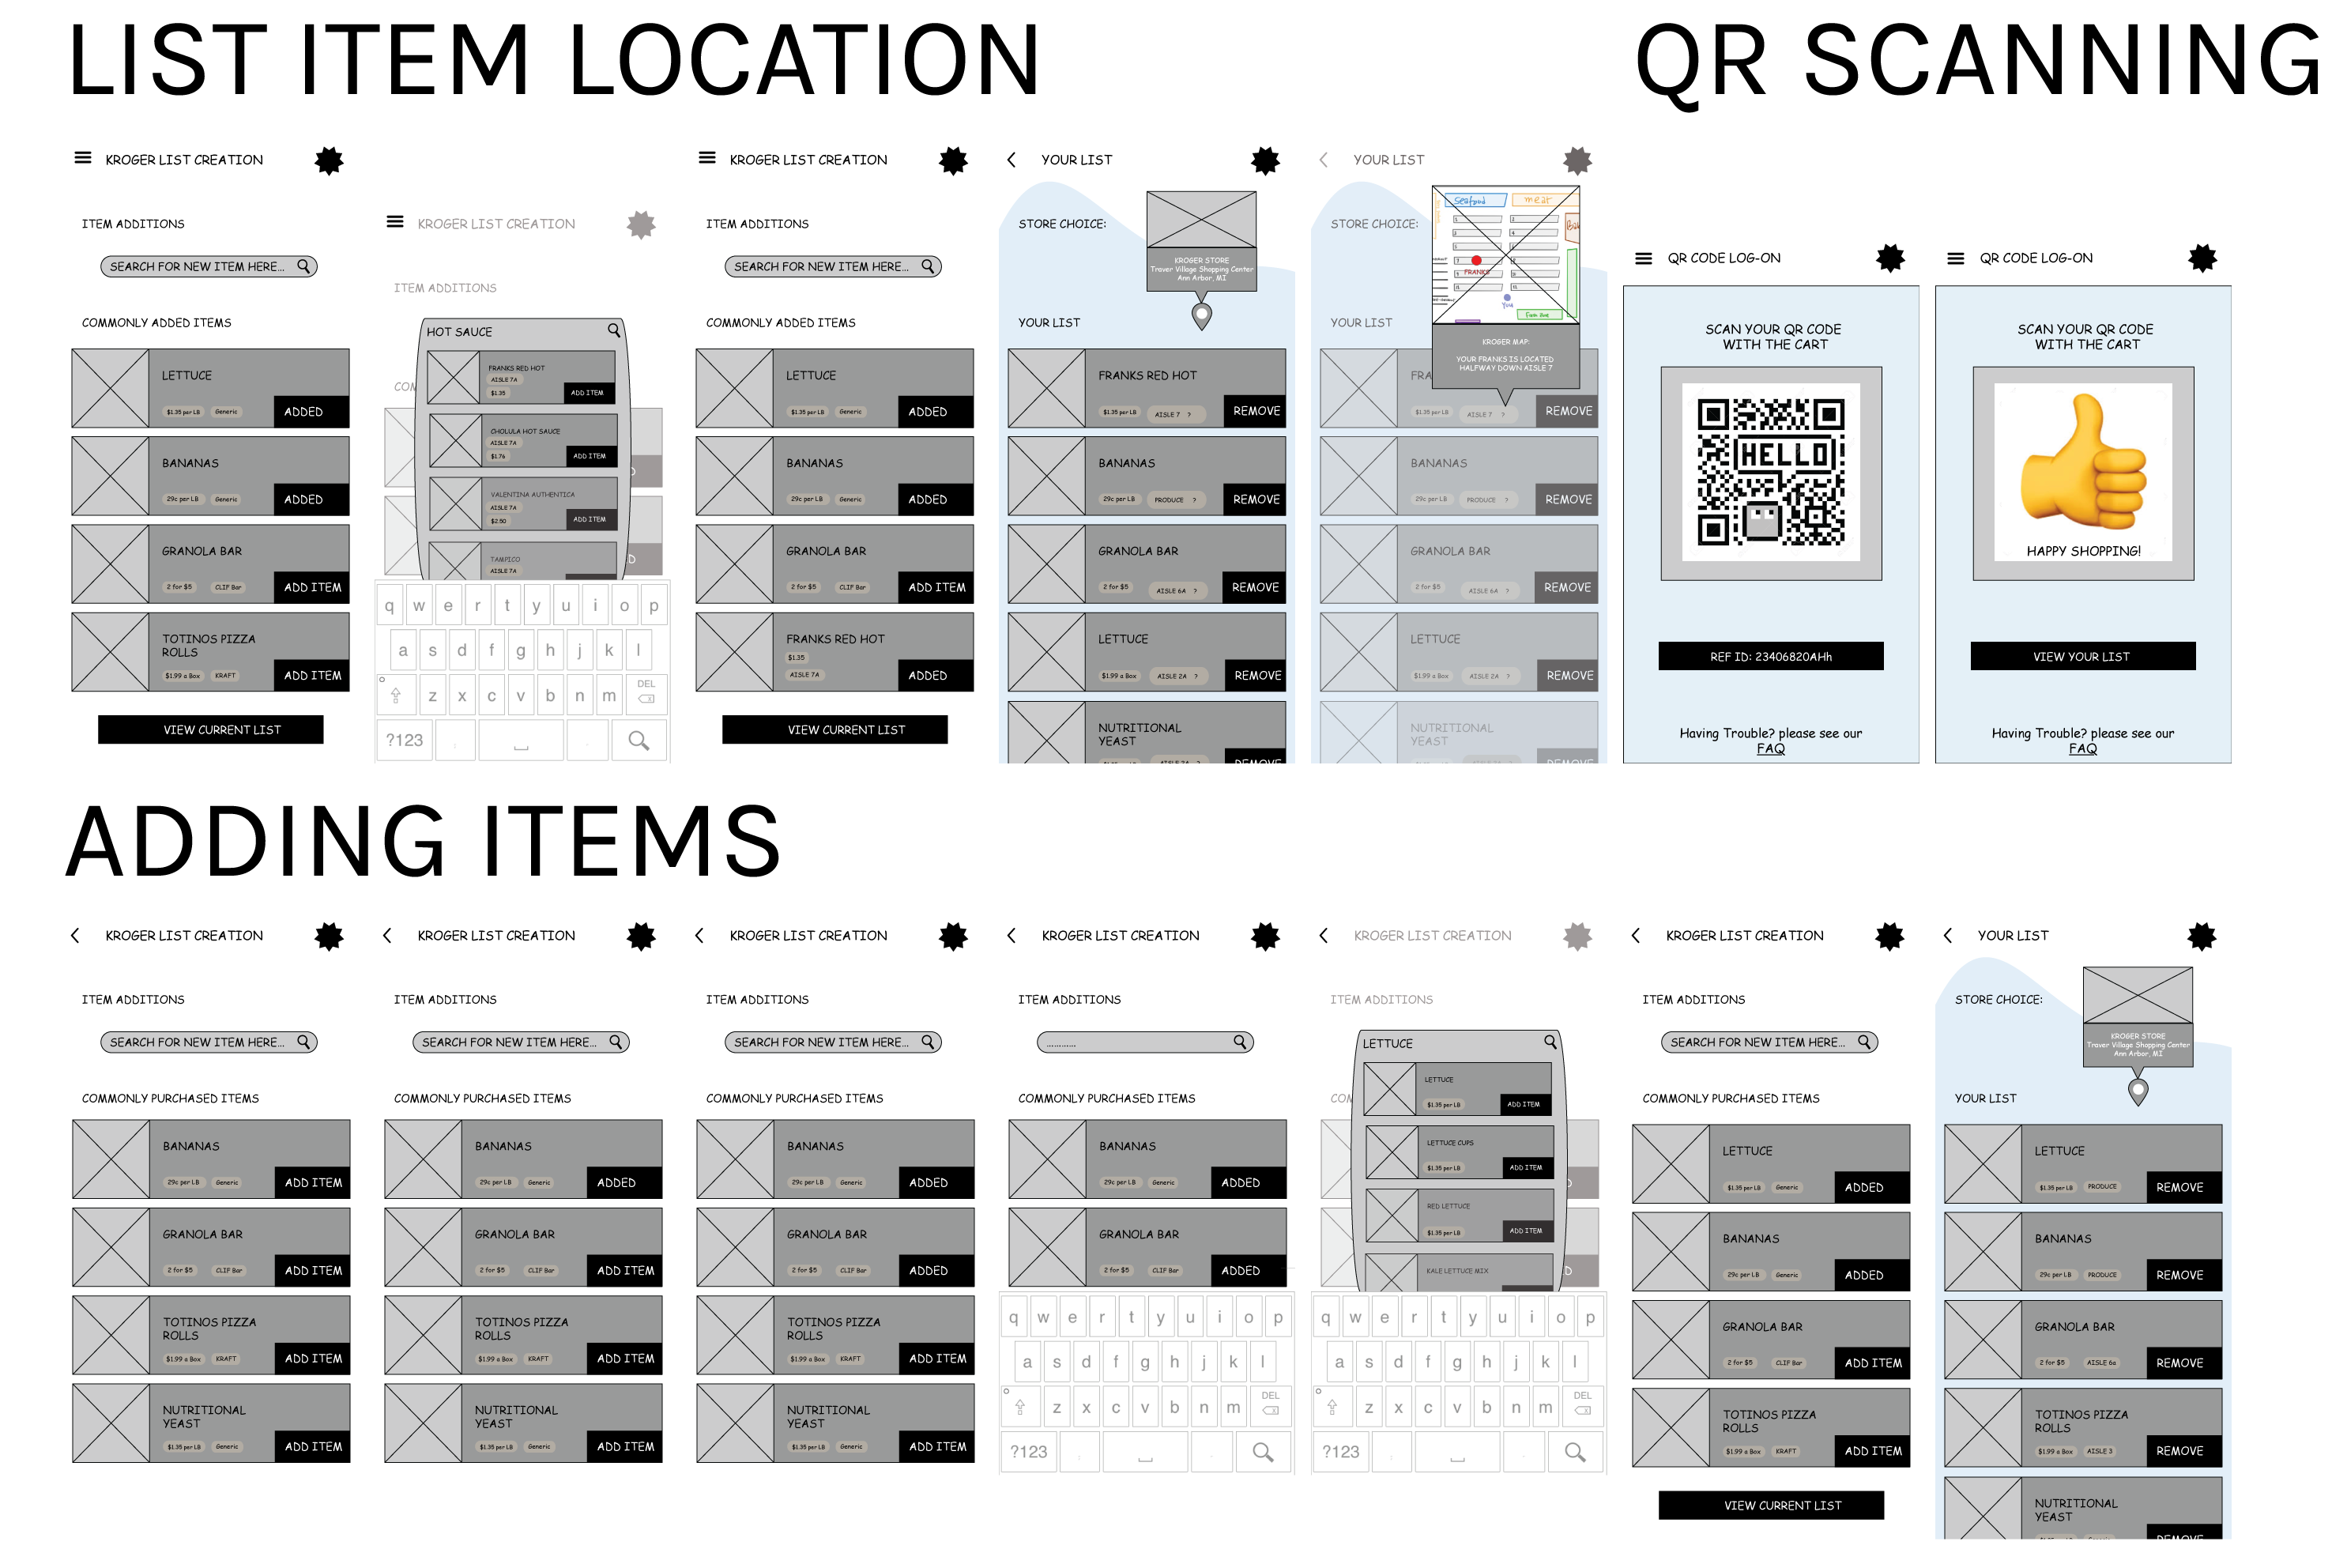 LIST ITEM LOCATION
QR SCANNING
KROGER LIST CREATION
ITEM ADDITIONS
SEARCH FOR NEW ITEM HERE...
COMMONLY ADDED ITEMS
LETTUCE
$1.35 per LB
Generic
ADDED
BANANAS
29c per LB
Generic
ADDED
GRANOLA BAR
2 for $5
CLIF Bar
ADD ITEM
TOTINOS PIZZA
ROLLS
$1.99 a Box
KRAFT
ADD ITEM
VIEW CURRENT LIST
KROGER LIST CREATION
ITEM ADDITIONS
HOT SAUCE
COM
FRANKS RED HOT
AISLE 7A
$1.35
ADD ITEM
CHOLULA HOT SAUCE
AISLE 7A
$1.76
ADD ITEM
VALENTINA AUTHENTICA
AISLE 7A
$2.50
ADD ITEM
TAMPICO
AISLE 7A
q w e r t y u i o p
a s d f g h j k l
z x c v b n m DEL
?123
KROGER LIST CREATION
ITEM ADDITIONS
SEARCH FOR NEW ITEM HERE...
COMMONLY ADDED ITEMS
LETTUCE
$1.35 per LB
Generic
ADDED
BANANAS
29c per LB
Generic
ADDED
GRANOLA BAR
2 for $5
CLIF Bar
ADD ITEM
FRANKS RED HOT
$1.35
AISLE 7A
ADDED
VIEW CURRENT LIST
YOUR LIST
STORE CHOICE:
KROGER STORE
Traver Village Shopping Center
Ann Arbor, MI
YOUR LIST
FRANKS RED HOT
$1.35 per LB
AISLE 7 ?
REMOVE
BANANAS
29c per LB
PRODUCE ?
REMOVE
GRANOLA BAR
2 for $5
AISLE 6A ?
REMOVE
LETTUCE
$1.99 a Box
AISLE 2A ?
REMOVE
NUTRITIONAL
YEAST
REMOVE
YOUR LIST
STORE CHOICE:
Seafood
meat
FRANKS
You
KROGER MAP:
YOUR FRANKS IS LOCATED
HALFWAY DOWN AISLE 7
YOUR LIST
FRA
$1.35 per LB
AISLE 7 ?
REMOVE
BANANAS
29c per LB
PRODUCE ?
REMOVE
GRANOLA BAR
2 for $5
AISLE 6A ?
REMOVE
LETTUCE
$1.99 a Box
AISLE 2A ?
REMOVE
NUTRITIONAL
YEAST
REMOVE
QR CODE LOG-ON
SCAN YOUR QR CODE
WITH THE CART
HELLO
REF ID: 23406820AHh
Having Trouble? please see our
FAQ
QR CODE LOG-ON
SCAN YOUR QR CODE
WITH THE CART
HAPPY SHOPPING!
VIEW YOUR LIST
Having Trouble? please see our
FAQ
ADDING ITEMS
KROGER LIST CREATION
ITEM ADDITIONS
SEARCH FOR NEW ITEM HERE...
COMMONLY PURCHASED ITEMS
BANANAS
29c per LB
Generic
ADD ITEM
GRANOLA BAR
2 for $5
CLIF Bar
ADD ITEM
TOTINOS PIZZA
ROLLS
$1.99 a Box
KRAFT
ADD ITEM
NUTRITIONAL
YEAST
$1.35 per LB
Generic
ADD ITEM
KROGER LIST CREATION
ITEM ADDITIONS
SEARCH FOR NEW ITEM HERE...
COMMONLY PURCHASED ITEMS
BANANAS
29c per LB
Generic
ADDED
GRANOLA BAR
2 for $5
CLIF Bar
ADD ITEM
TOTINOS PIZZA
ROLLS
$1.99 a Box
KRAFT
ADD ITEM
NUTRITIONAL
YEAST
$1.35 per LB
Generic
ADD ITEM
KROGER LIST CREATION
ITEM ADDITIONS
SEARCH FOR NEW ITEM HERE...
COMMONLY PURCHASED ITEMS
BANANAS
29c per LB
Generic
ADDED
GRANOLA BAR
2 for $5
CLIF Bar
ADDED
TOTINOS PIZZA
ROLLS
$1.99 a Box
KRAFT
ADD ITEM
NUTRITIONAL
YEAST
$1.35 per LB
Generic
ADD ITEM
KROGER LIST CREATION
ITEM ADDITIONS
...........
COMMONLY PURCHASED ITEMS
BANANAS
29c per LB
Generic
ADDED
GRANOLA BAR
2 for $5
CLIF Bar
ADDED
q w e r t y u i o p
a s d f g h j k l
z x c v b n m DEL
?123
KROGER LIST CREATION
ITEM ADDITIONS
LETTUCE
COM
LETTUCE
$1.35 per LB
ADD ITEM
LETTUCE CUPS
$1.35 per LB
ADD ITEM
RED LETTUCE
$1.35 per LB
ADD ITEM
KALE LETTUCE MIX
q w e r t y u i o p
a s d f g h j k l
z x c v b n m DEL
?123
KROGER LIST CREATION
ITEM ADDITIONS
SEARCH FOR NEW ITEM HERE...
COMMONLY PURCHASED ITEMS
LETTUCE
$1.35 per LB
Generic
ADDED
BANANAS
29c per LB
Generic
ADDED
GRANOLA BAR
2 for $5
CLIF Bar
ADD ITEM
TOTINOS PIZZA
ROLLS
$1.99 a Box
KRAFT
ADD ITEM
VIEW CURRENT LIST
YOUR LIST
STORE CHOICE:
KROGER STORE
Traver Village Shopping Center
Ann Arbor, MI
YOUR LIST
LETTUCE
$1.35 per LB
PRODUCE
REMOVE
BANANAS
29c per LB
PRODUCE
REMOVE
GRANOLA BAR
2 for $5
AISLE 6a
REMOVE
TOTINOS PIZZA
ROLLS
$1.99 a Box
AISLE 3
REMOVE
NUTRITIONAL
YEAST
REMOVE